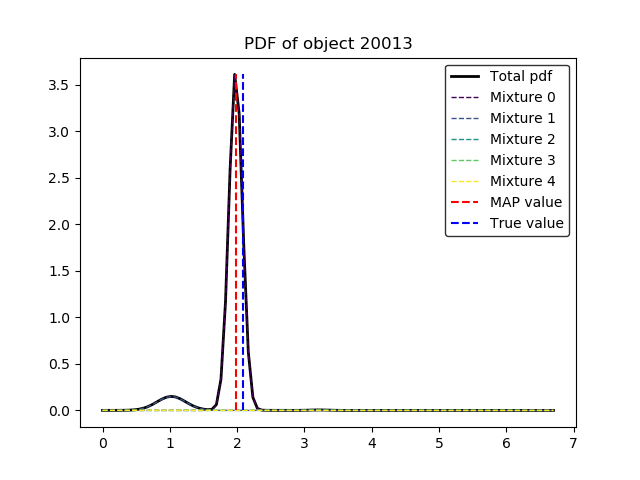 PDF of object 20013
Total pdf
Mixture 0
Mixture 1
Mixture 2
Mixture 3
Mixture 4
MAP value
True value
3.5
3.0
2.5
2.0
1.5
1.0
0.5
0.0
0 1 2 3 4 5 6 7